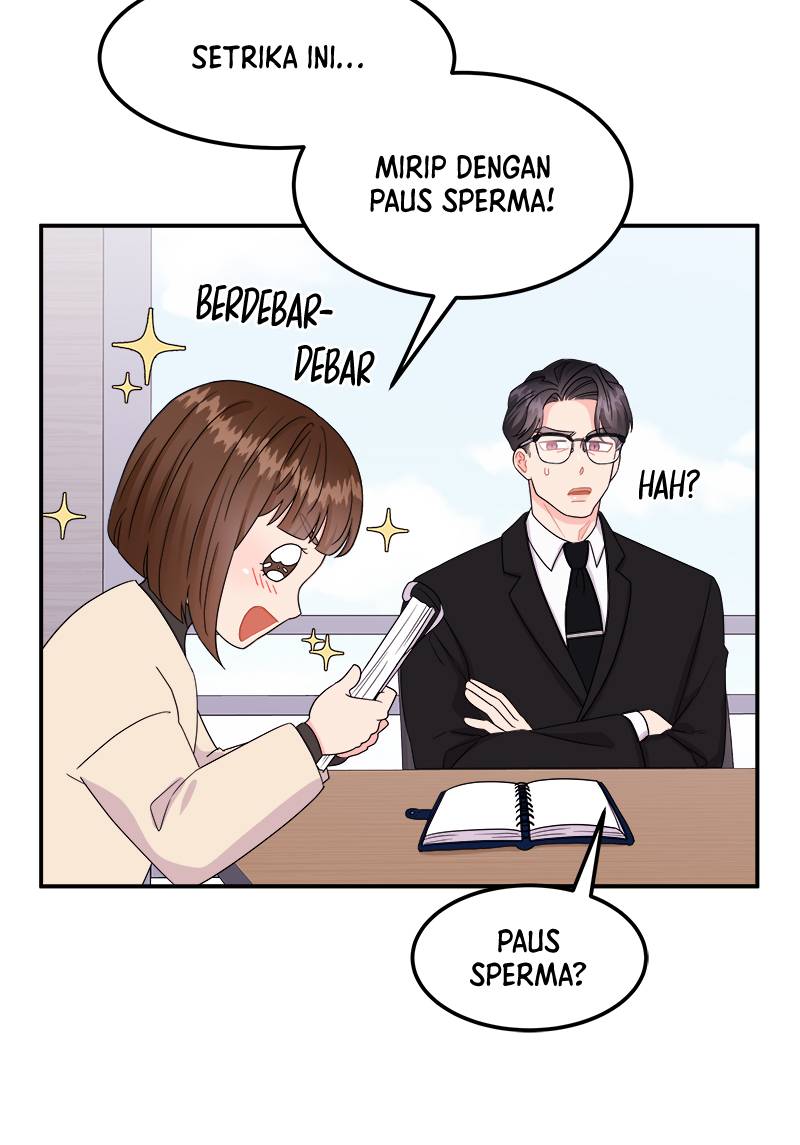 SETRIKA INI...
MIRIP DENGAN
PAUS SPERMA!
BERDEBAR-
DEBAR
HAH?
PAUS
SPERMA?